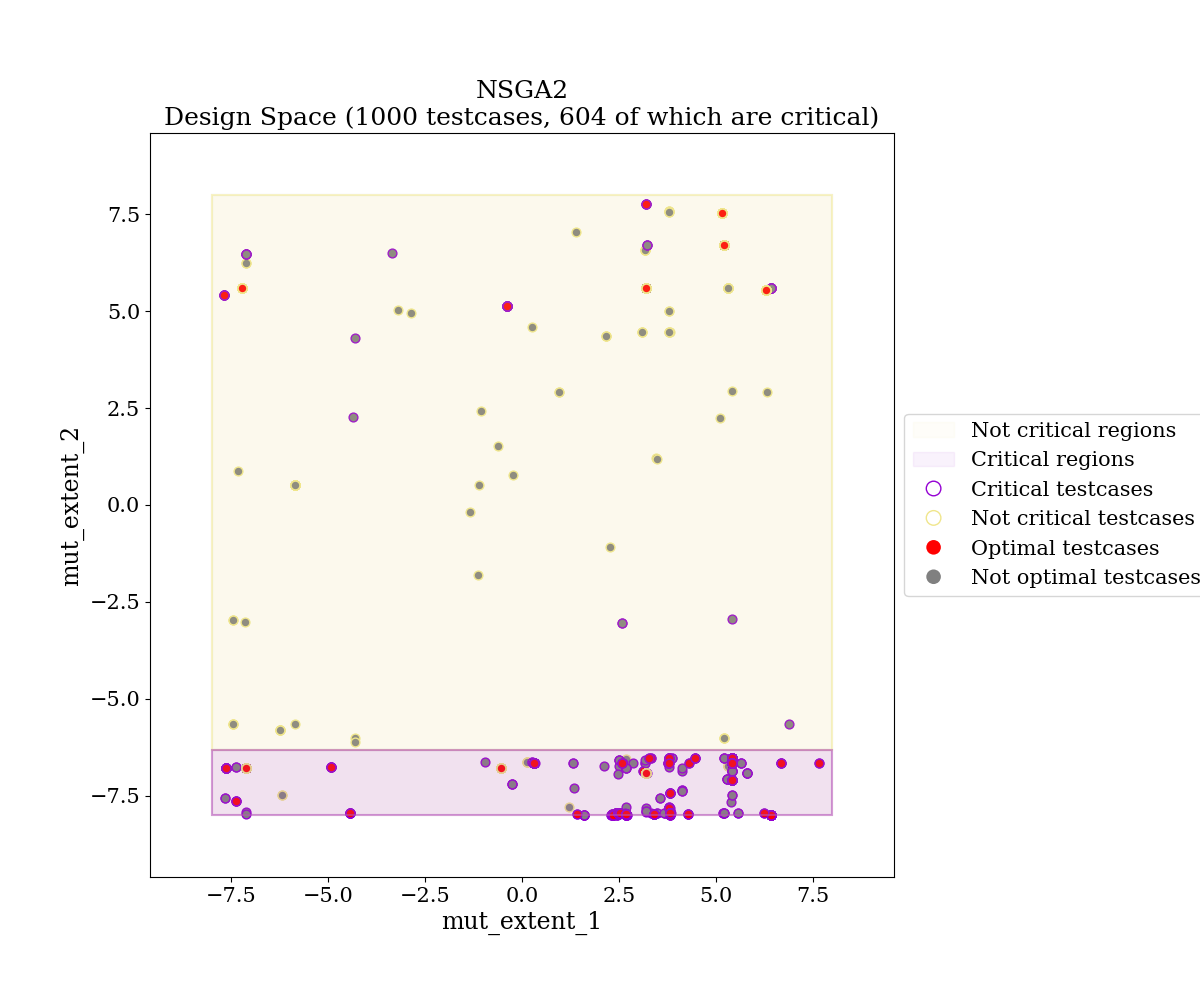 NSGA2
Design Space (1000 testcases, 604 of which are critical)
mut_extent_2
7.5
5.0
2.5
0.0
−2.5
−5.0
−7.5
−7.5
−5.0
−2.5
0.0
2.5
5.0
7.5
mut_extent_1
Not critical regions
Critical regions
Critical testcases
Not critical testcases
Optimal testcases
Not optimal testcases